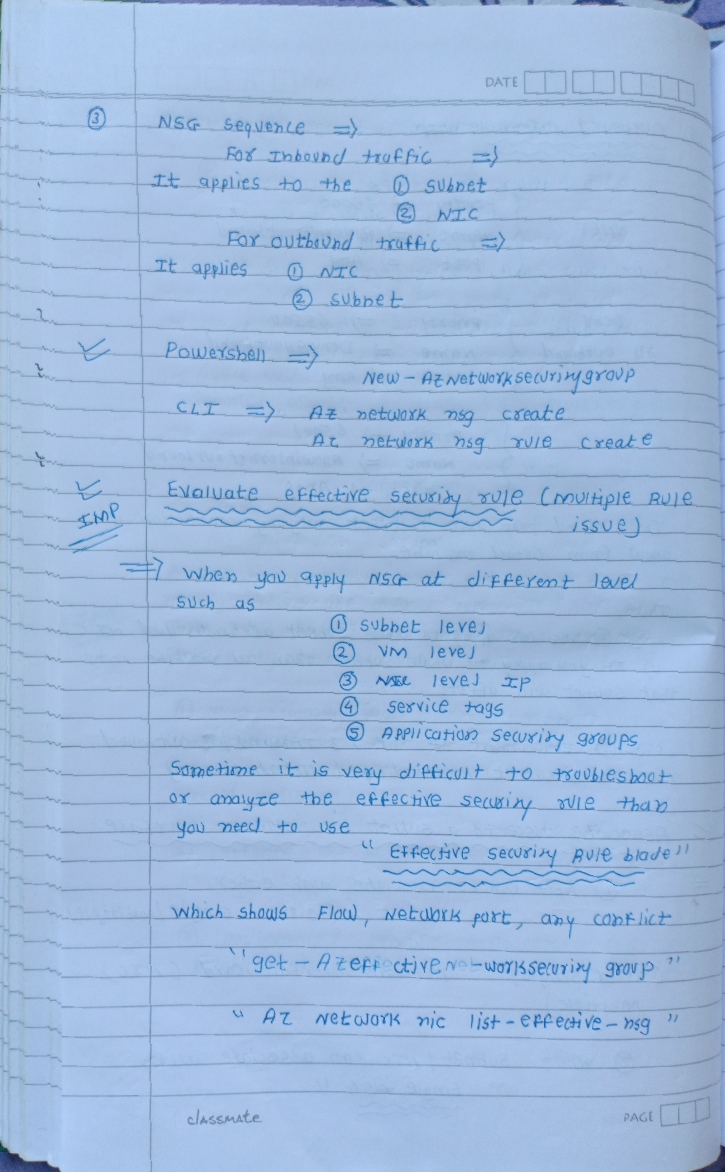 DATE
③ NSG sequence ⇒
For Inbound traffic ⇒
It applies to the ① subnet
② NIC
For outbound traffic ⇒
It applies ① NIC
② subnet
Powershell ⇒
New - AZNetworksecuritygroup
CLI ⇒ AZ network nsg create
AZ network nsg rule create
Evaluate effective security rule (multiple Rule
IMP issue)
⇒ When you apply NSG at different level
such as
① subnet level
② VM level
③ level IP
④ service tags
⑤ Application security groups
Sometime it is very difficult to troubleshoot
or analyze the effective security rule than
you need to use
" Effective security Rule blade "
which shows Flow, Network port, any conflict
" get - AZeffective - worksecurity group "
" AZ Network nic list - effective - nsg "
classmate
PAGE